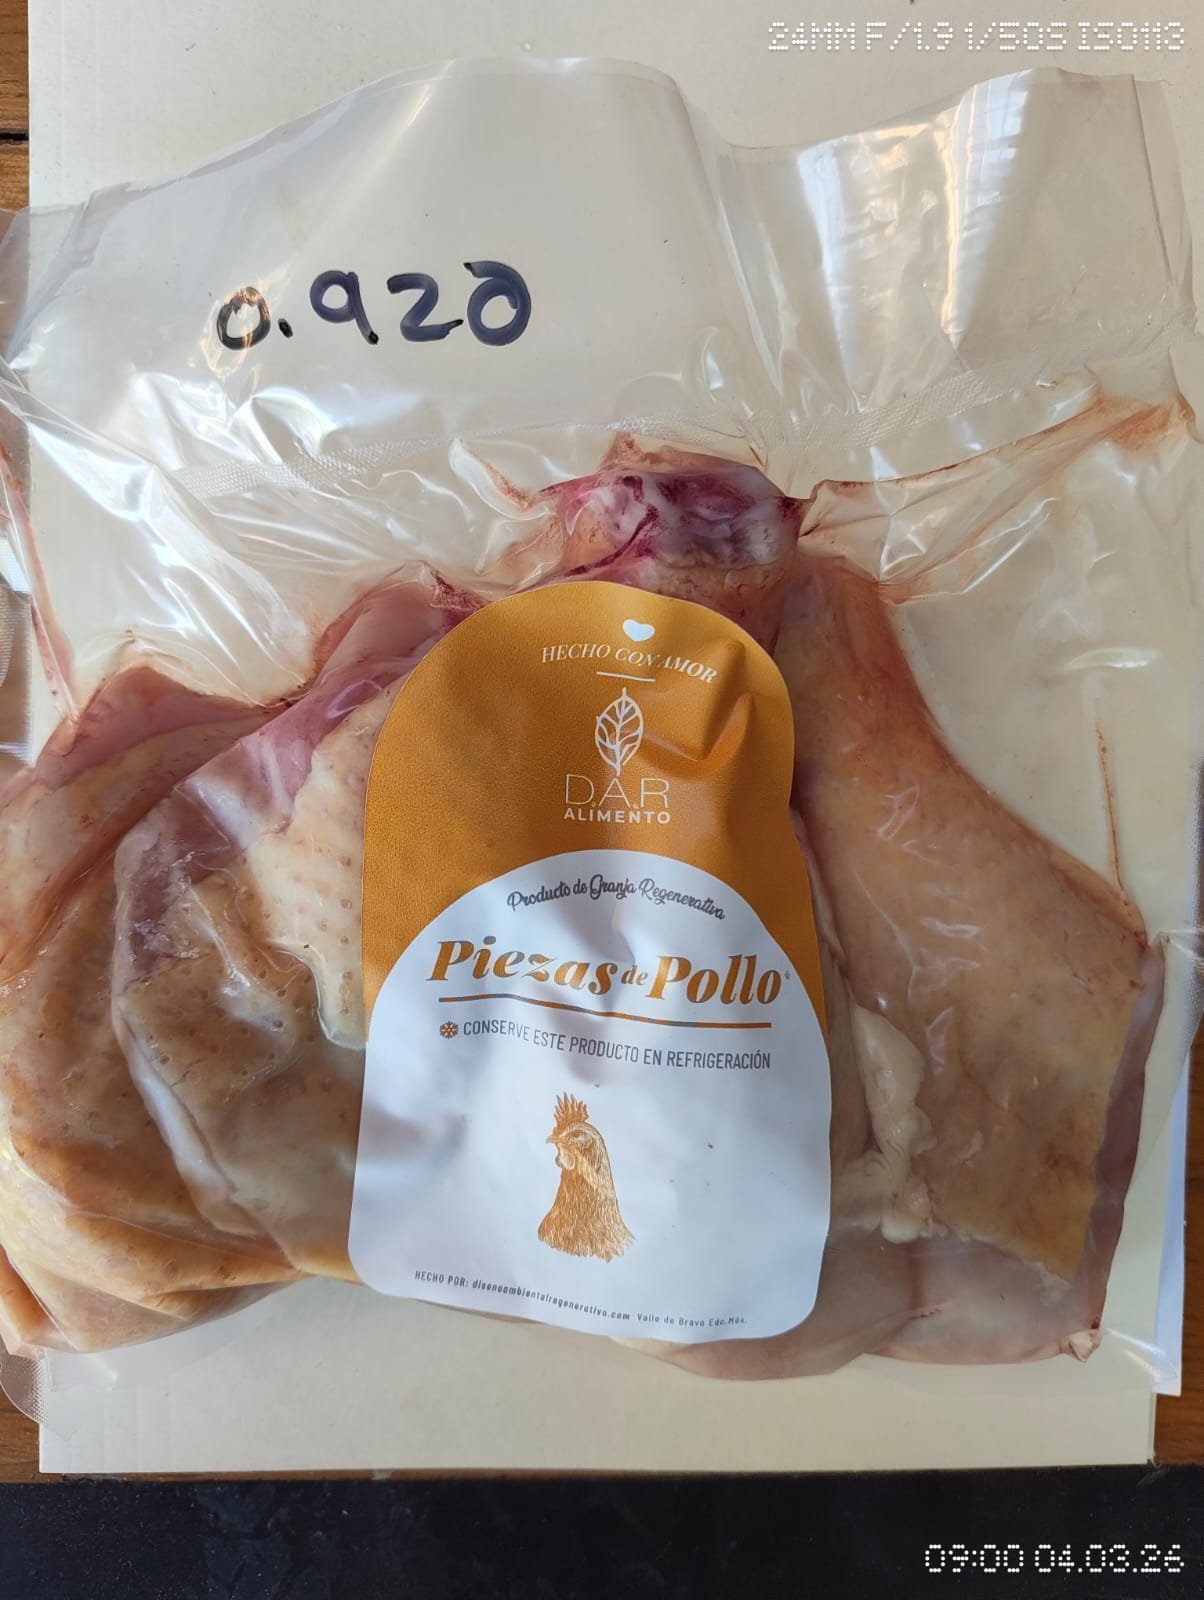 24MM F/1.9 1/50S ISO113
0.920
HECHO CON AMOR
D.A.R
ALIMENTO
Producto de Granja Regenerativa
Piezas de Pollo
CONSERVE ESTE PRODUCTO EN REFRIGERACIÓN
HECHO POR: disenoambientalregenerativo.com Valle de Bravo Edo.Méx.
09:00 04.03.26